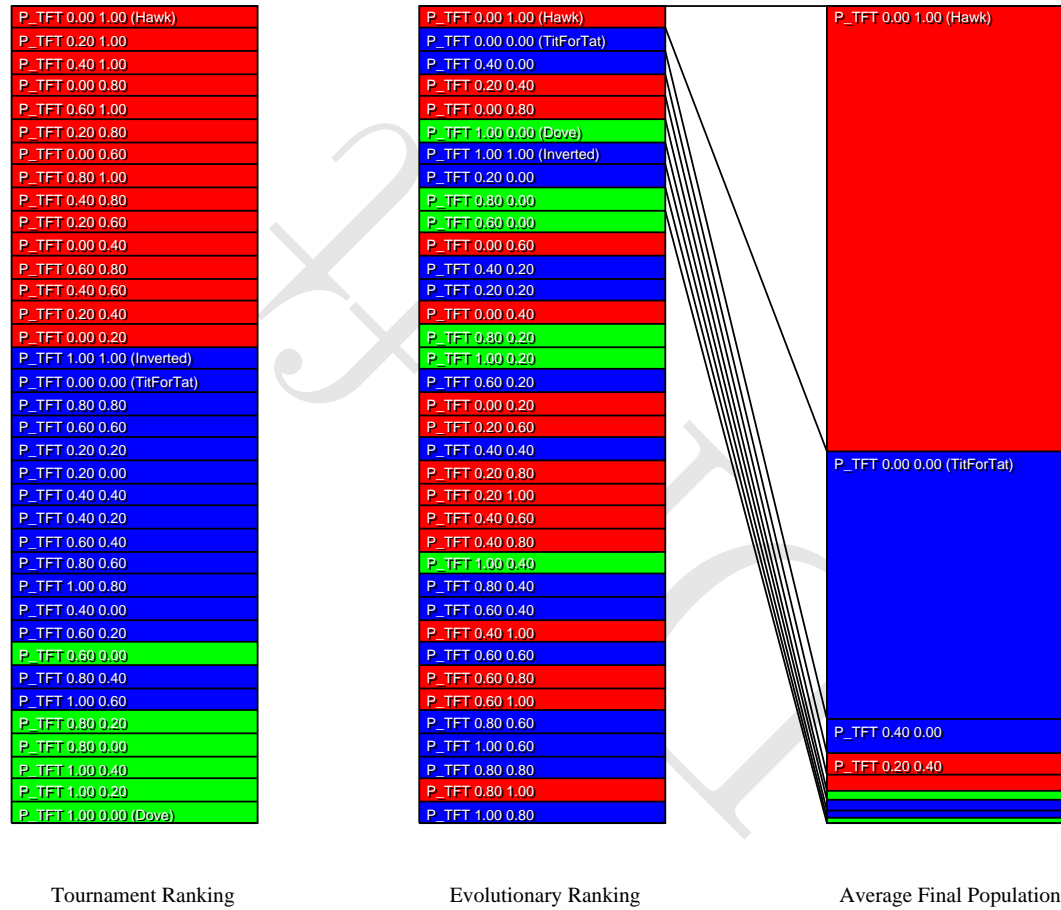 P_TFT 0.00 1.00 (Hawk)
P_TFT 0.20 1.00
P_TFT 0.40 1.00
P_TFT 0.00 0.80
P_TFT 0.60 1.00
P_TFT 0.20 0.80
P_TFT 0.00 0.60
P_TFT 0.80 1.00
P_TFT 0.40 0.80
P_TFT 0.20 0.60
P_TFT 0.00 0.40
P_TFT 0.60 0.80
P_TFT 0.40 0.60
P_TFT 0.20 0.40
P_TFT 0.00 0.20
P_TFT 1.00 1.00 (Inverted)
P_TFT 0.00 0.00 (TitForTat)
P_TFT 0.80 0.80
P_TFT 0.60 0.60
P_TFT 0.20 0.20
P_TFT 0.20 0.00
P_TFT 0.40 0.40
P_TFT 0.40 0.20
P_TFT 0.60 0.40
P_TFT 0.80 0.60
P_TFT 1.00 0.80
P_TFT 0.40 0.00
P_TFT 0.60 0.20
P_TFT 0.60 0.00
P_TFT 0.80 0.40
P_TFT 1.00 0.60
P_TFT 0.80 0.20
P_TFT 0.80 0.00
P_TFT 1.00 0.40
P_TFT 1.00 0.20
P_TFT 1.00 0.00 (Dove)
Tournament Ranking
P_TFT 0.00 1.00 (Hawk)
P_TFT 0.00 0.00 (TitForTat)
P_TFT 0.40 0.00
P_TFT 0.20 0.40
P_TFT 0.00 0.80
P_TFT 1.00 0.00 (Dove)
P_TFT 1.00 1.00 (Inverted)
P_TFT 0.20 0.00
P_TFT 0.80 0.00
P_TFT 0.60 0.00
P_TFT 0.00 0.60
P_TFT 0.40 0.20
P_TFT 0.20 0.20
P_TFT 0.00 0.40
P_TFT 0.80 0.20
P_TFT 1.00 0.20
P_TFT 0.60 0.20
P_TFT 0.00 0.20
P_TFT 0.20 0.60
P_TFT 0.40 0.40
P_TFT 0.20 0.80
P_TFT 0.20 1.00
P_TFT 0.40 0.60
P_TFT 0.40 0.80
P_TFT 1.00 0.40
P_TFT 0.80 0.40
P_TFT 0.60 0.40
P_TFT 0.40 1.00
P_TFT 0.60 0.60
P_TFT 0.60 0.80
P_TFT 0.60 1.00
P_TFT 0.80 0.60
P_TFT 1.00 0.60
P_TFT 0.80 0.80
P_TFT 0.80 1.00
P_TFT 1.00 0.80
Evolutionary Ranking
P_TFT 0.00 1.00 (Hawk)
P_TFT 0.00 0.00 (TitForTat)
P_TFT 0.40 0.00
P_TFT 0.20 0.40
Average Final Population